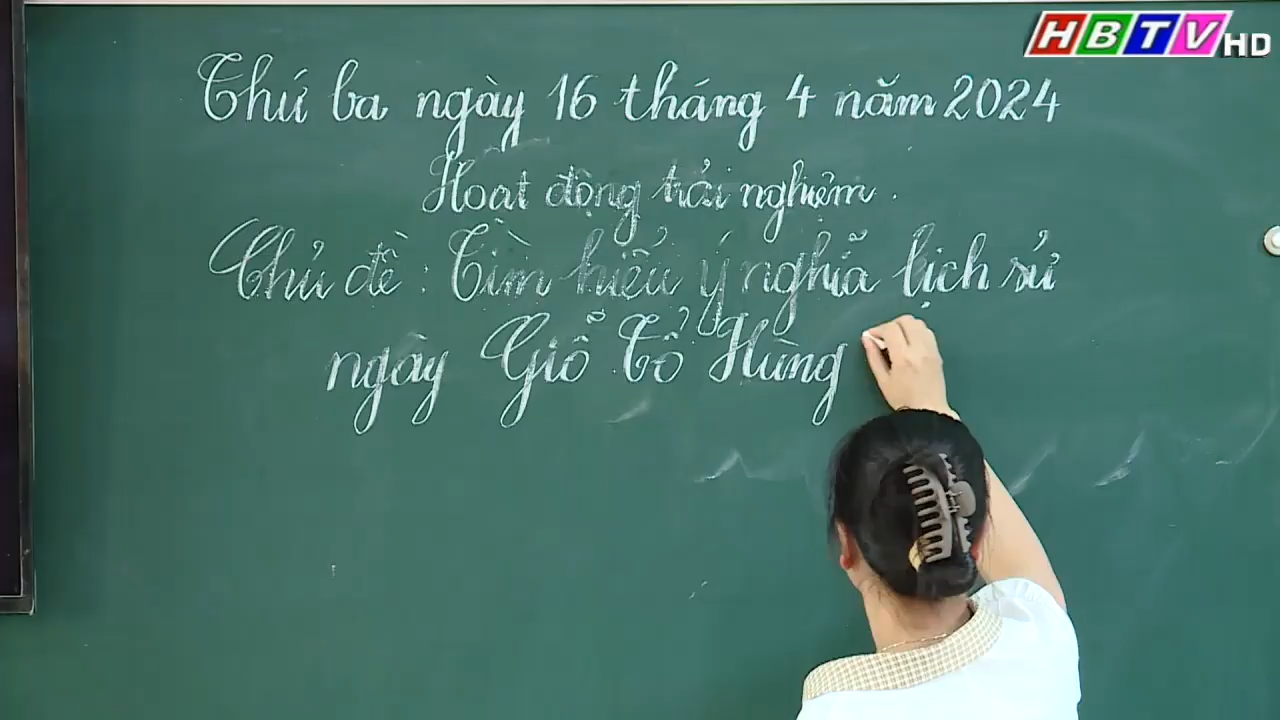 HBTV HD
Thứ ba ngày 16 tháng 4 năm 2024
Hoạt động trải nghiệm.
Chủ đề: Tìm hiểu ý nghĩa lịch sử
ngày Giỗ Tổ Hùng